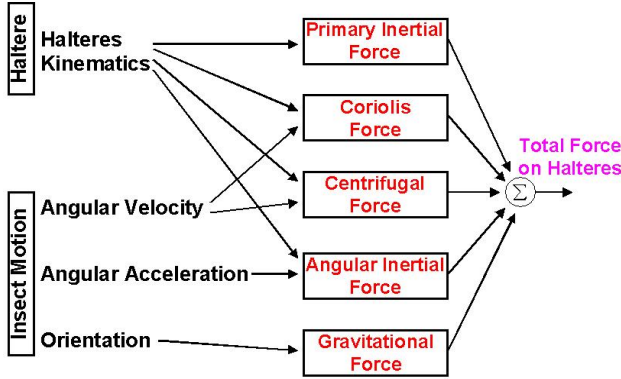 Haltere
Halteres
Kinematics
Insect Motion
Angular Velocity
Angular Acceleration
Orientation
Primary Inertial
Force
Coriolis
Force
Centrifugal
Force
Angular Inertial
Force
Gravitational
Force
Total Force
on Halteres
Σ